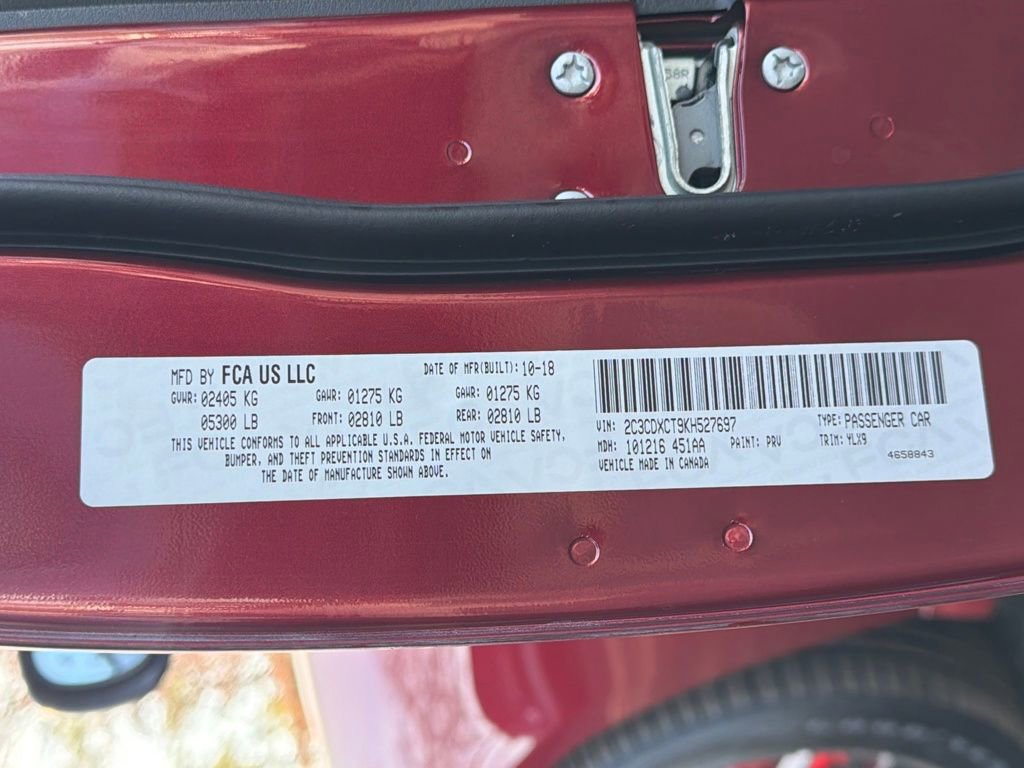 MFD BY FCA US LLC
DATE OF MFR(BUILT): 10-18
GVWR: 02405 KG GAWR: 01275 KG GAWR: 01275 KG
05300 LB FRONT: 02810 LB REAR: 02810 LB
THIS VEHICLE CONFORMS TO ALL APPLICABLE U.S.A. FEDERAL MOTOR VEHICLE SAFETY,
BUMPER, AND THEFT PREVENTION STANDARDS IN EFFECT ON
THE DATE OF MANUFACTURE SHOWN ABOVE.
VIN: 2C3CDXCT9KH527697 TYPE: PASSENGER CAR
MDH: 101216 451AA PAINT: PRV TRIM: YLX9
VEHICLE MADE IN CANADA 4658843